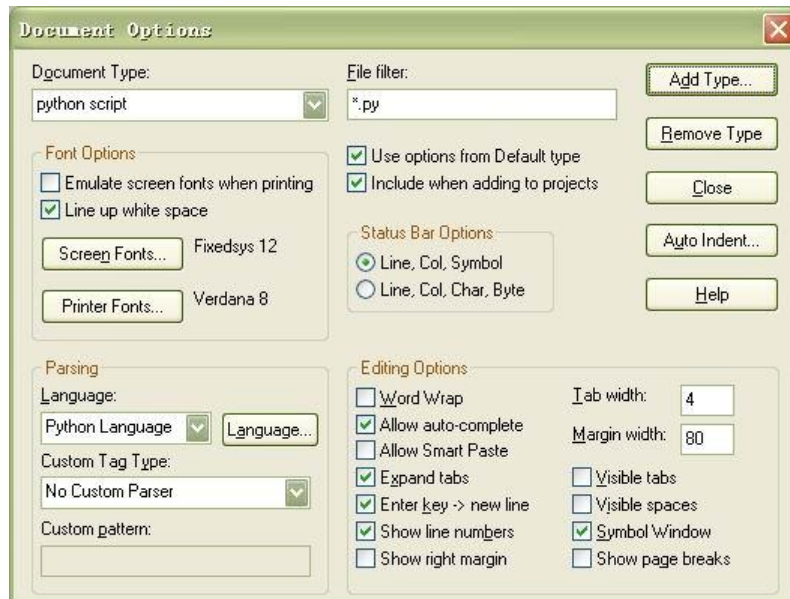 Document Options
Document Type:
python script
File filter:
*.py
Add Type...
Remove Type
Close
Auto Indent...
Help
Font Options
Emulate screen fonts when printing
Line up white space
Screen Fonts...
Fixedsys 12
Printer Fonts...
Verdana 8
Use options from Default type
Include when adding to projects
Status Bar Options
Line, Col, Symbol
Line, Col, Char, Byte
Parsing
Language:
Python Language
Language...
Custom Tag Type:
No Custom Parser
Custom pattern:
Editing Options
Word Wrap
Allow auto-complete
Allow Smart Paste
Expand tabs
Enter key -> new line
Show line numbers
Show right margin
Tab width:
4
Margin width:
80
Visible tabs
Visible spaces
Symbol Window
Show page breaks